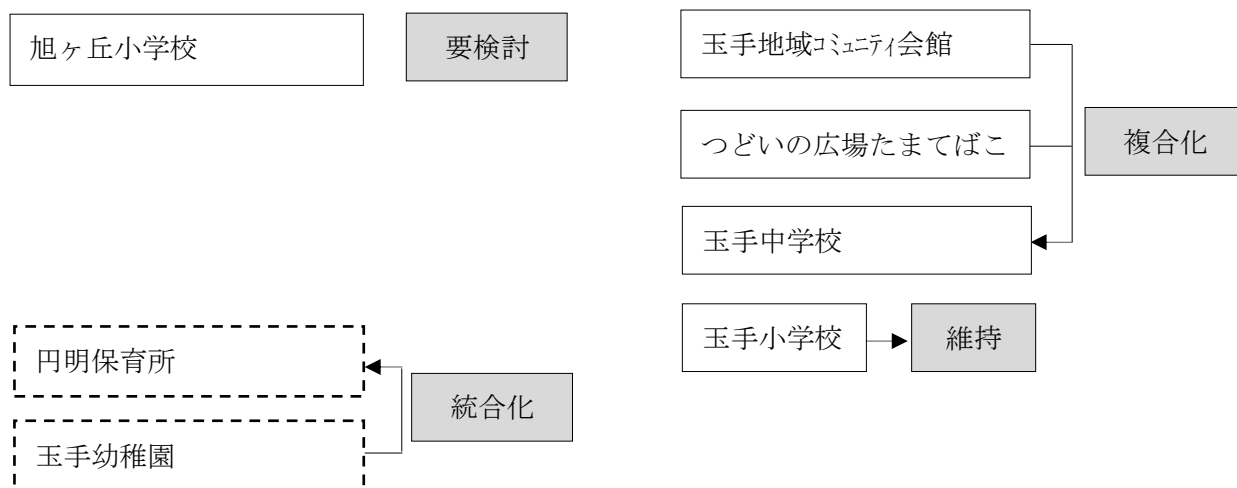 旭ヶ丘小学校
要検討
円明保育所
玉手幼稚園
統合化
玉手地域ｺﾐｭﾆﾃｨ会館
つどいの広場たまてばこ
玉手中学校
複合化
玉手小学校
維持